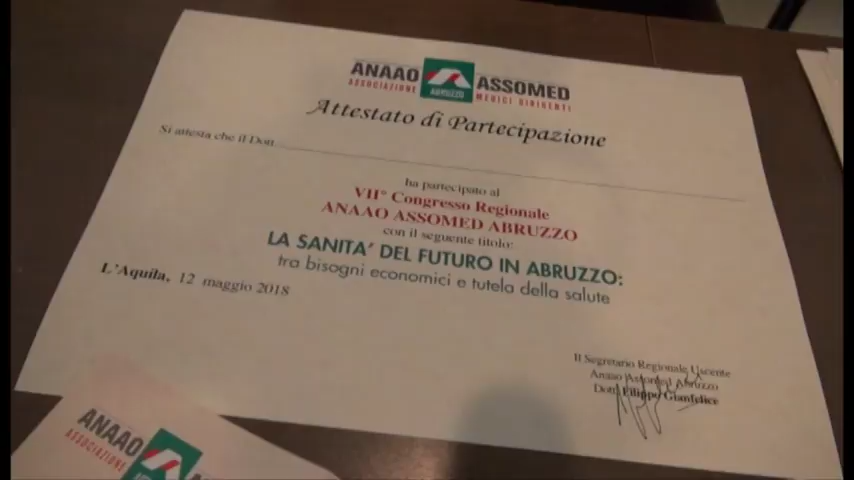 ANAAO ASSOMED
ASSOCIAZIONE MEDICI DIRIGENTI
ABRUZZO
Attestato di Partecipazione
Si attesta che il Dott.
ha partecipato al
VII° Congresso Regionale
ANAAO ASSOMED ABRUZZO
con il seguente titolo:
LA SANITA' DEL FUTURO IN ABRUZZO:
tra bisogni economici e tutela della salute
L'Aquila, 12 maggio 2018
Il Segretario Regionale Uscente
Anaao Assomed Abruzzo
Dott. Filippo Gianfelice
ANAAO
ASSOCIAZIONE